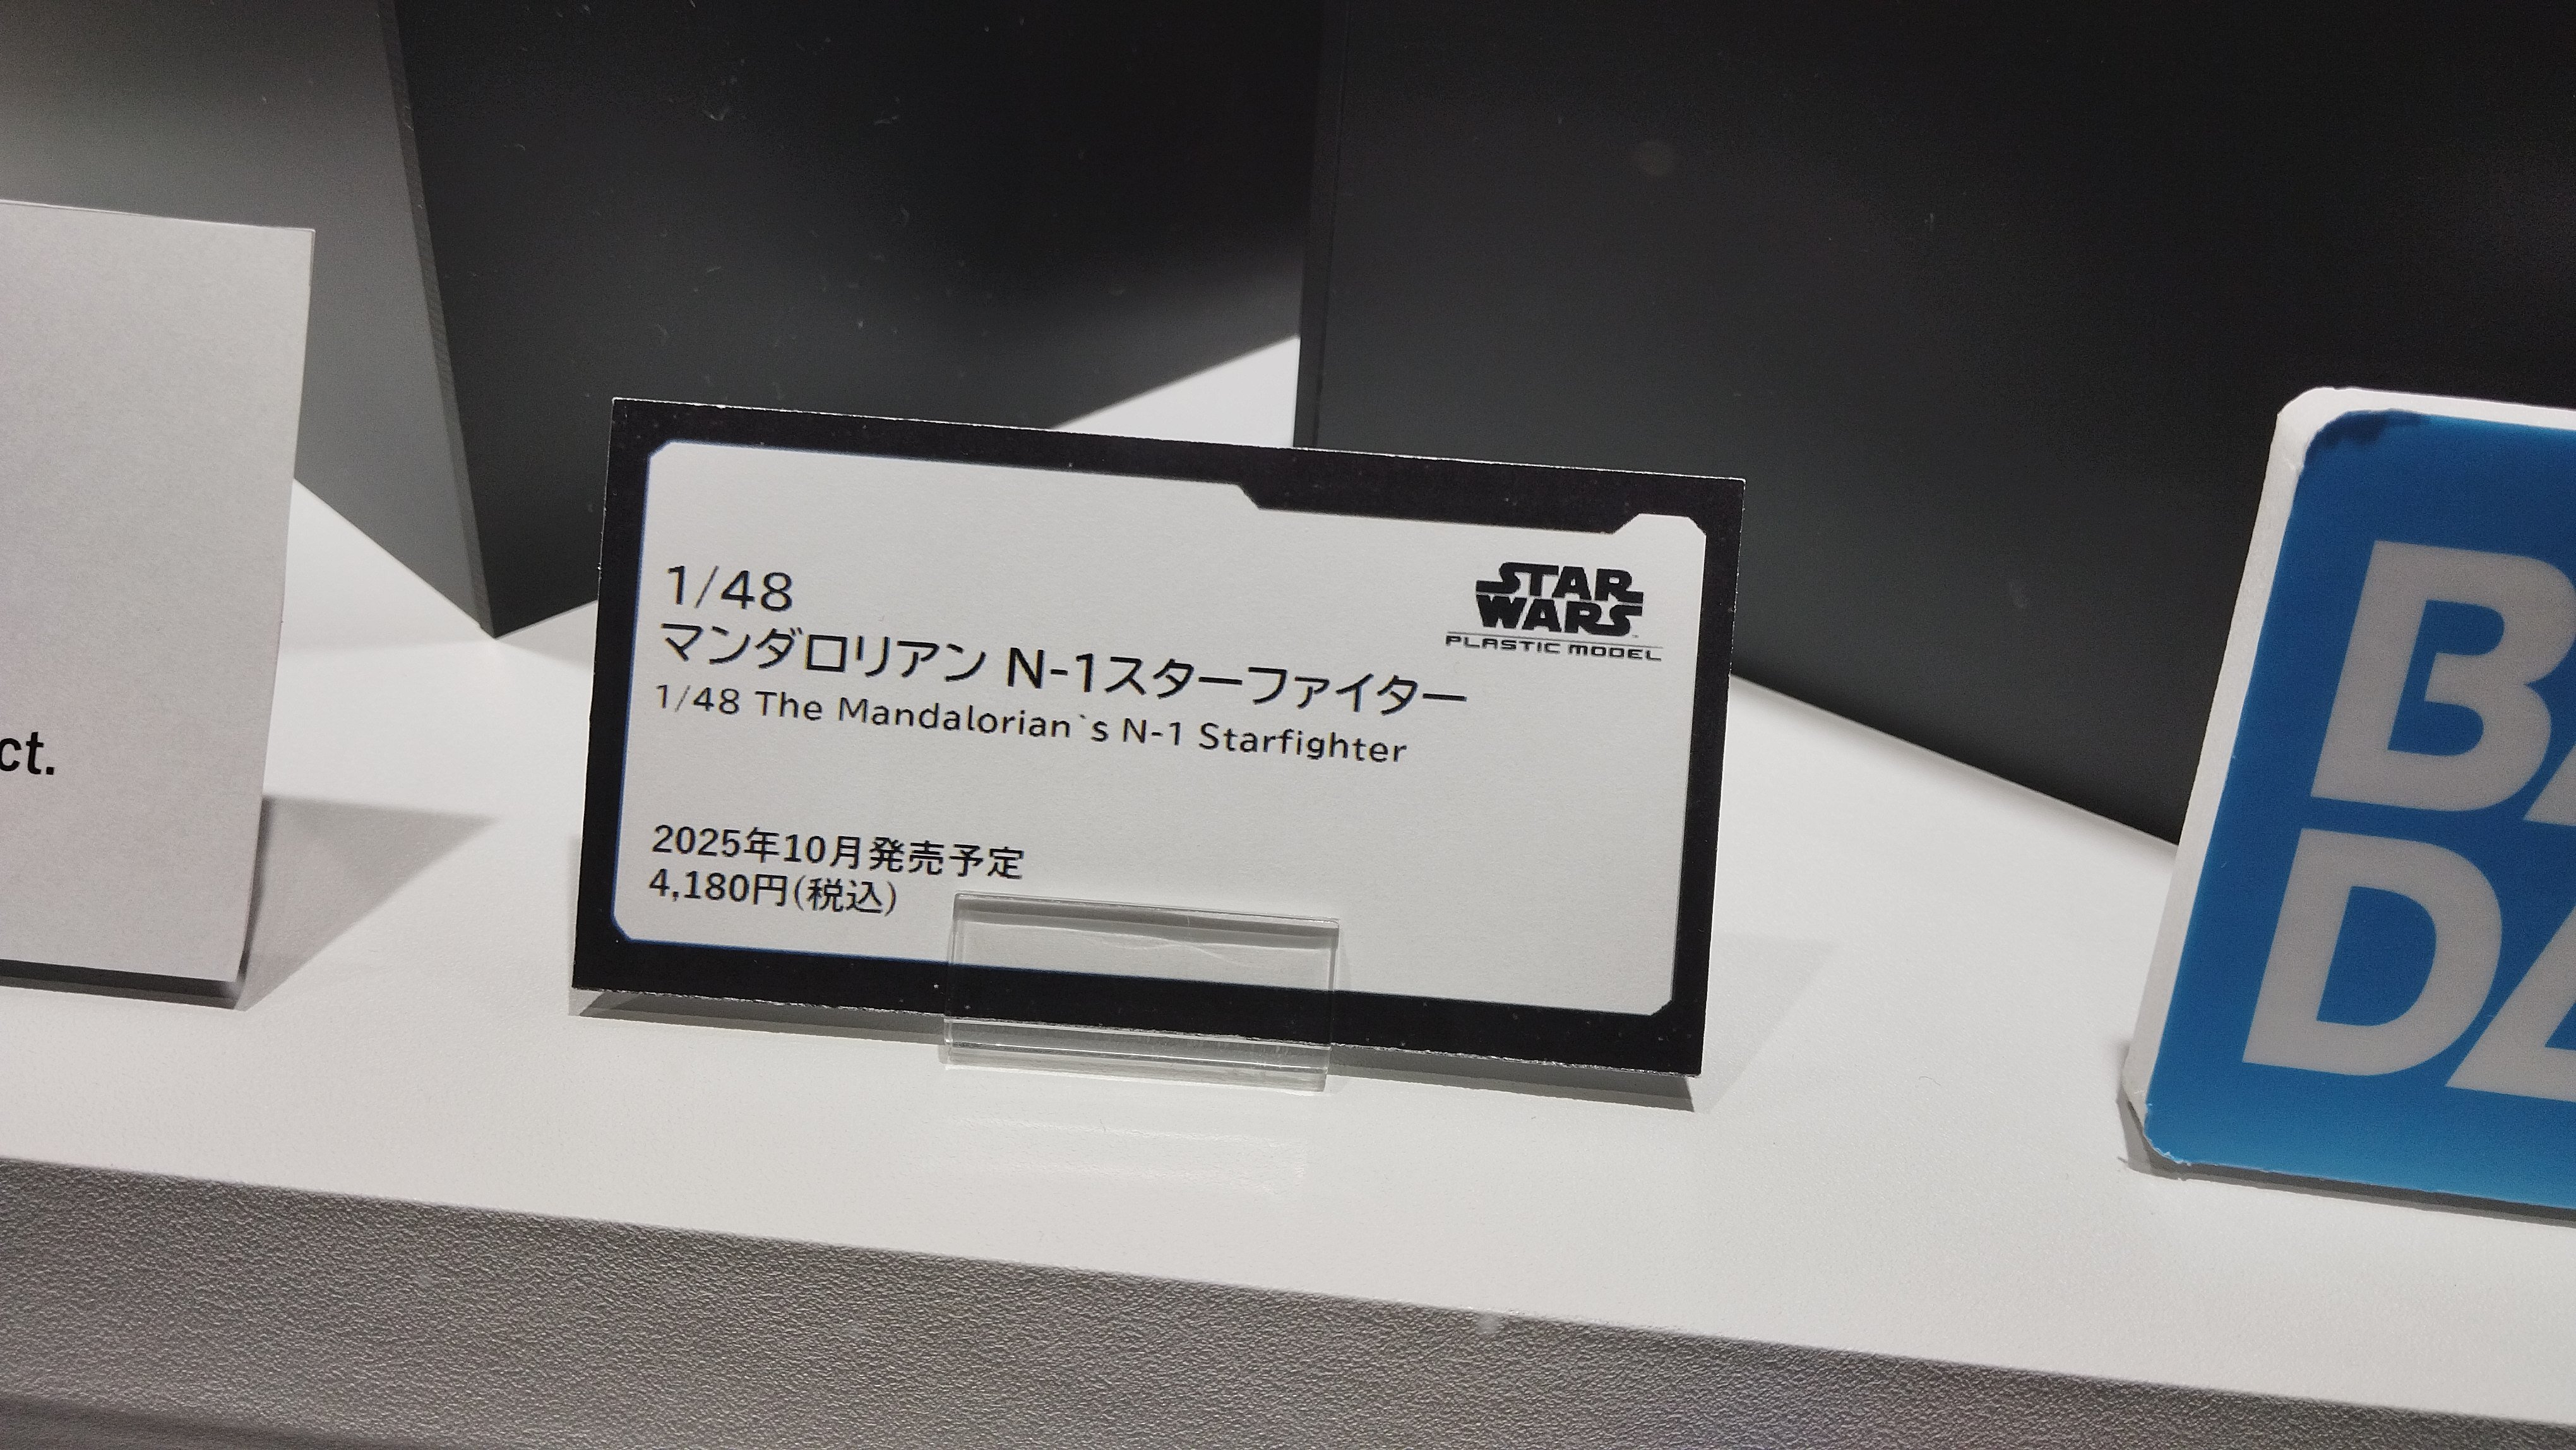 ct.
1/48
マンダロリアン N-1スターファイター
1/48 The Mandalorian`s N-1 Starfighter
STAR
WARS
PLASTIC MODEL
2025年10月発売予定
4,180円(税込)